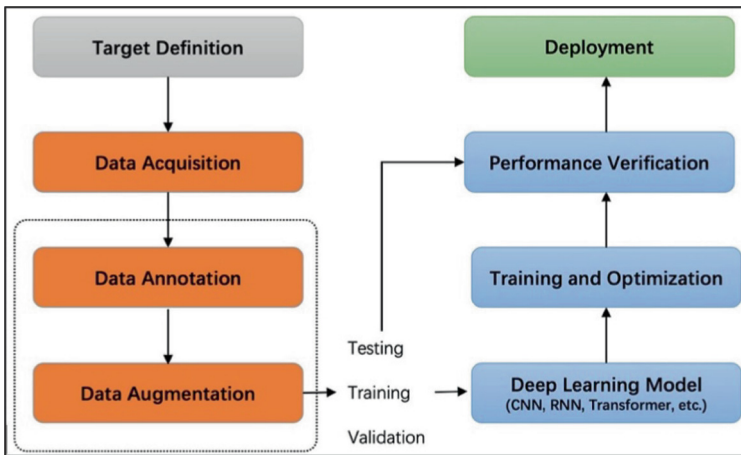 Target Definition
Data Acquisition
Data Annotation
Data Augmentation
Testing
Training
Validation
Deep Learning Model
(CNN, RNN, Transformer, etc.)
Training and Optimization
Performance Verification
Deployment